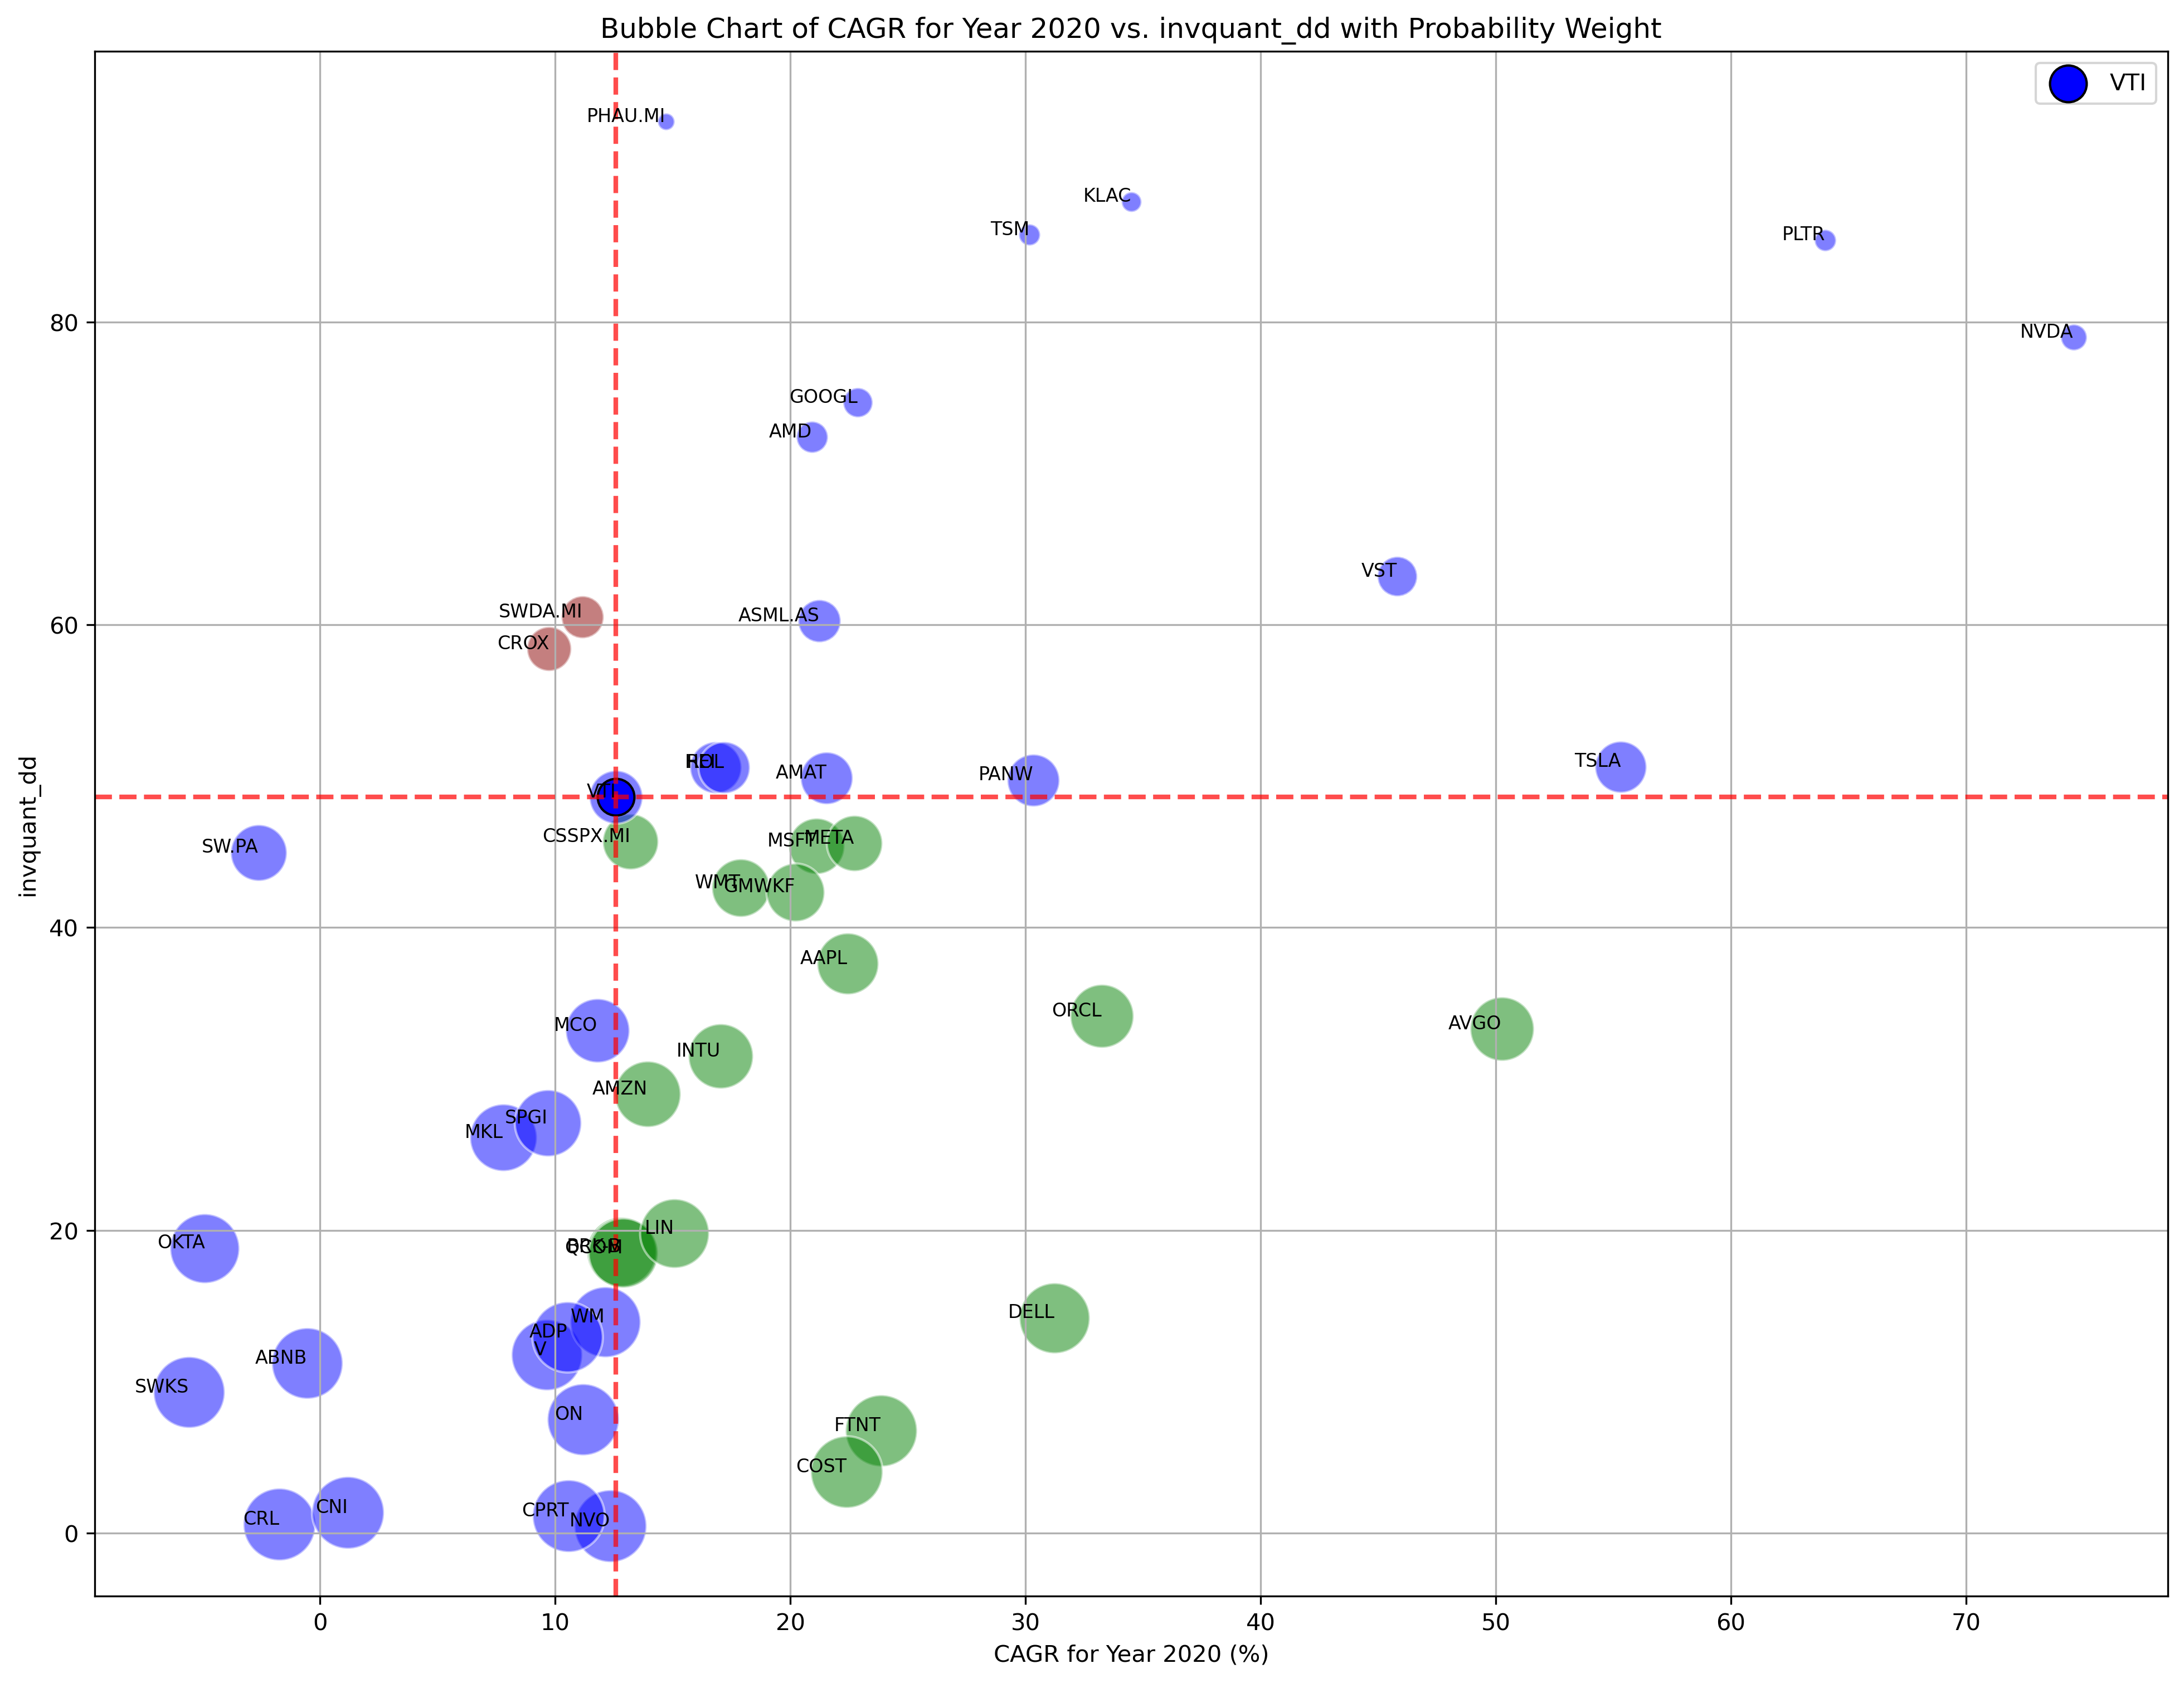 Bubble Chart of CAGR for Year 2020 vs. invquant_dd with Probability Weight
VTI
PHAU.MI
KLAC
TSM
PLTR
NVDA
GOOGL
AMD
VST
SWDA.MI
ASML.AS
CROX
TSLA
AMAT
PANW
VTI
CSSPX.MI
MSFT
META
SW.PA
WMT
GMWKF
AAPL
ORCL
AVGO
MCO
INTU
AMZN
SPGI
MKL
LIN
OKTA
QCOM
BRK-B
DELL
WM
ADP
V
ABNB
SWKS
ON
FTNT
COST
CPRT
NVO
CNI
CRL
80
60
40
20
0
invquant_dd
0 10 20 30 40 50 60 70
CAGR for Year 2020 (%)